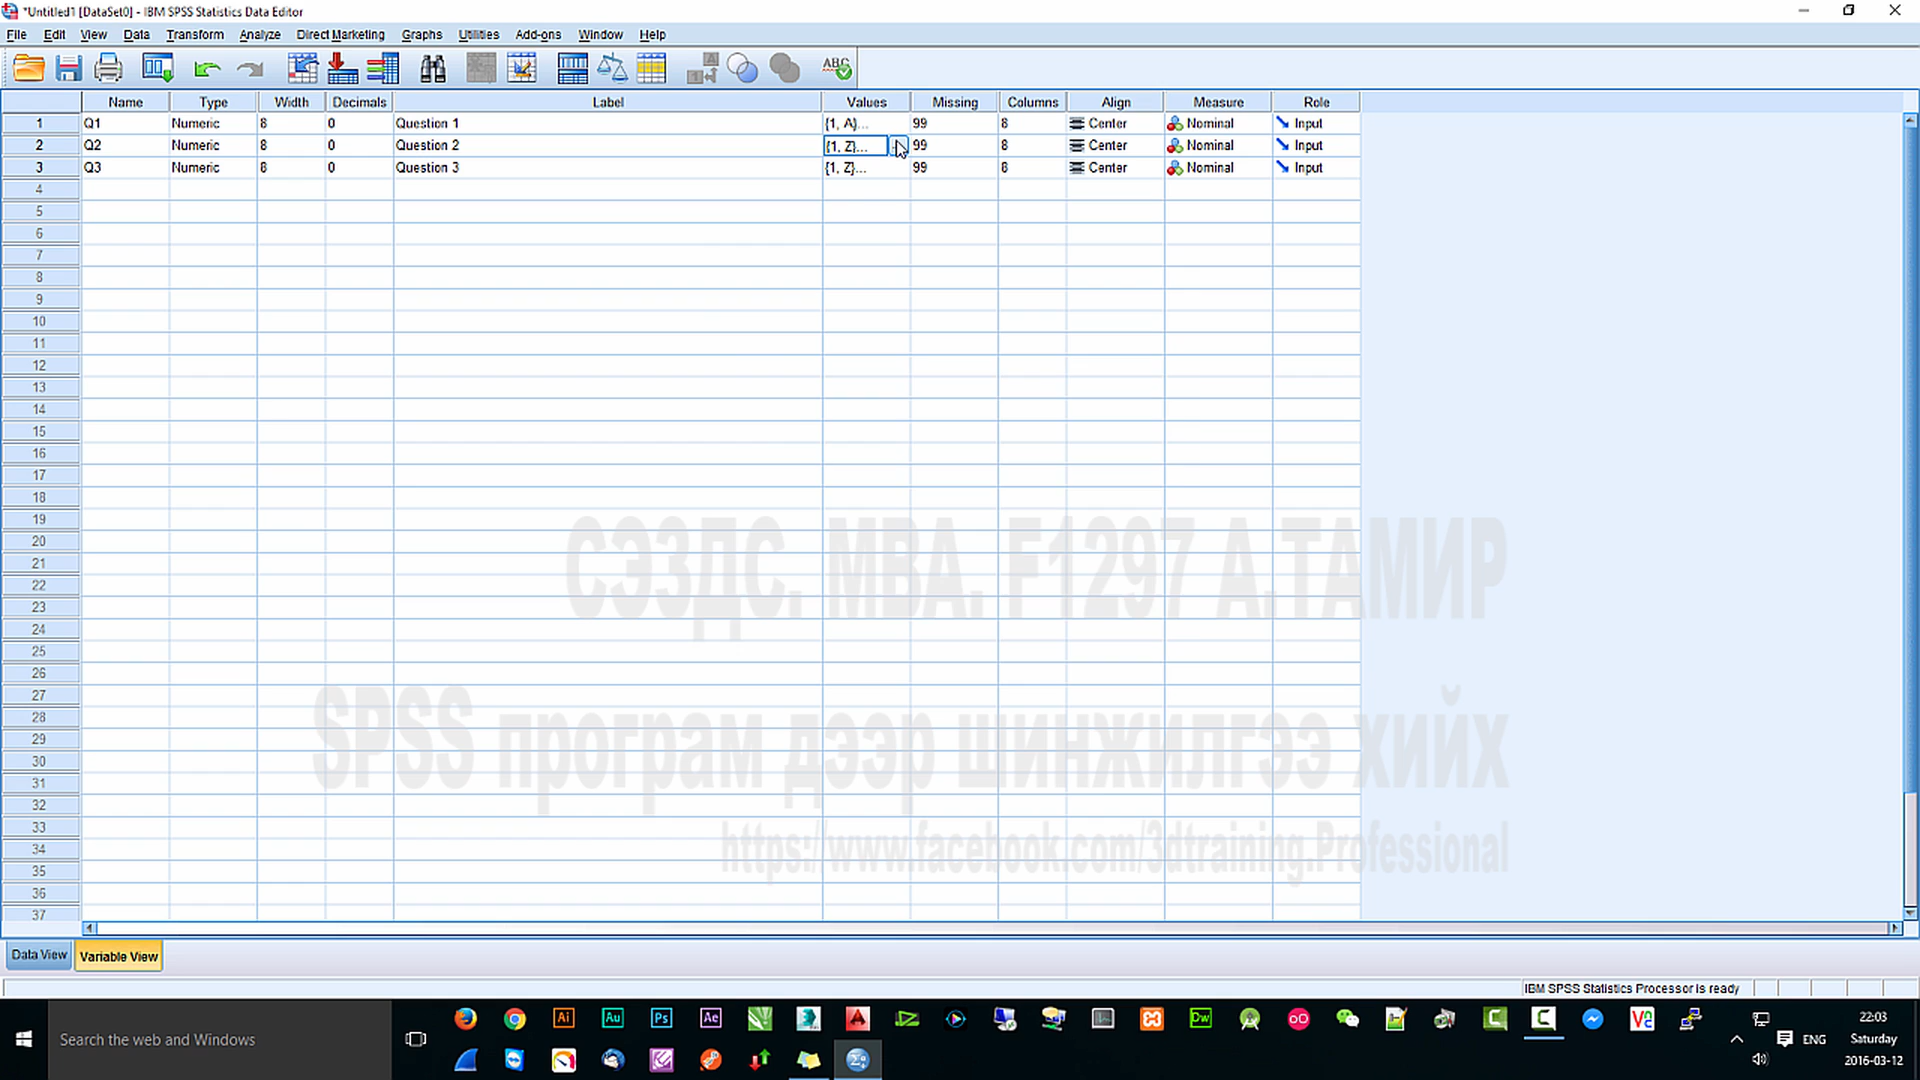 *Untitled1 [DataSet0] - IBM SPSS Statistics Data Editor
File Edit View Data Transform Analyze Direct Marketing Graphs Utilities Add-ons Window Help
Name Type Width Decimals Label Values Missing Columns Align Measure Role
1 Q1 Numeric 8 0 Question 1 {1, A}... 99 8 Center Nominal Input
2 Q2 Numeric 8 0 Question 2 {1, Z}... 99 8 Center Nominal Input
3 Q3 Numeric 8 0 Question 3 {1, Z}... 99 8 Center Nominal Input
4
5
6
7
8
9
10
11
12
13
14
15
16
17
18
19
20
21
22
23
24
25
26
27
28
29
30
31
32
33
34
35
36
37
СЭЗДС. МВА. F1297 А.ТАМИР
SPSS програм дээр шинжилгээ хийх
https://www.facebook.com/3dtraining.Professional
Data View Variable View
IBM SPSS Statistics Processor is ready
Search the web and Windows
ENG
22:03
Saturday
2016-03-12